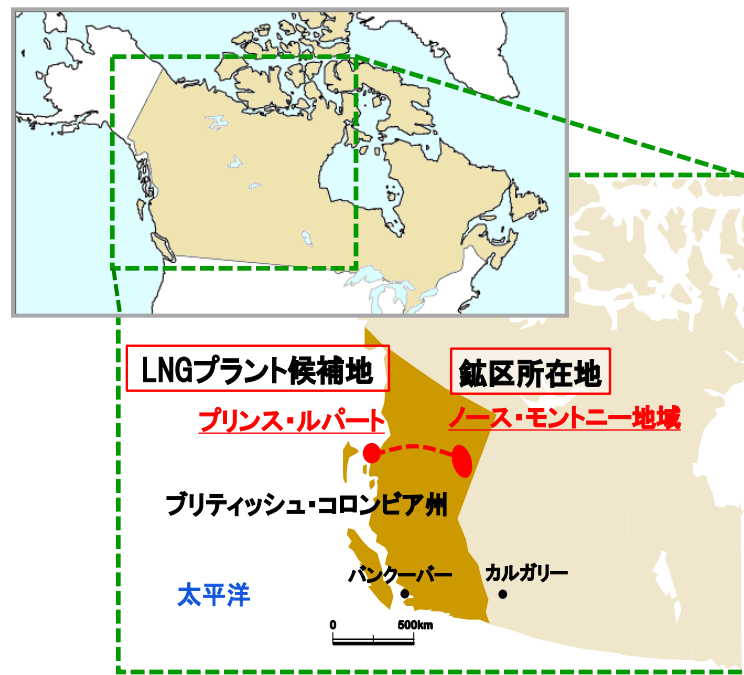 LNGプラント候補地
鉱区所在地
プリンス・ルパート
ノース・モントニー地域
ブリティッシュ・コロンビア州
バンクーバー
カルガリー
太平洋
0 500km